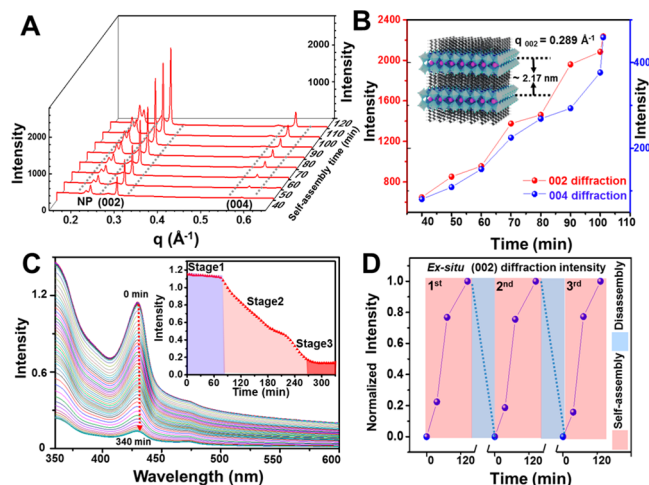 A
2000
1000
0
Intensity
Intensity
2000
1000
0
120
110
100
90
80
70
60
50
40
Self-assembly time (min)
NP (002)
(004)
0.2 0.3 0.4 0.5 0.6
q (Å-1)
B
q 002 = 0.289 Å-1
~ 2.17 nm
Intensity
2400
2000
1600
1200
800
400
200
0
Intensity
002 diffraction
004 diffraction
40 50 60 70 80 90 100 110
Time (min)
C
Intensity
1.2
0.6
0.0
0 min
340 min
Stage1
Stage2
Stage3
Intensity
1.2
1.0
0.8
0.6
0.4
0.2
0.0
0 60 120 180 240 300
Time (min)
350 400 450 500 550 600
Wavelength (nm)
D
Ex-situ (002) diffraction intensity
1st 2nd 3rd
Normalized Intensity
1.0
0.8
0.6
0.4
0.2
0.0
0 120 0 120 0 120
Time (min)
Disassembly
Self-assembly